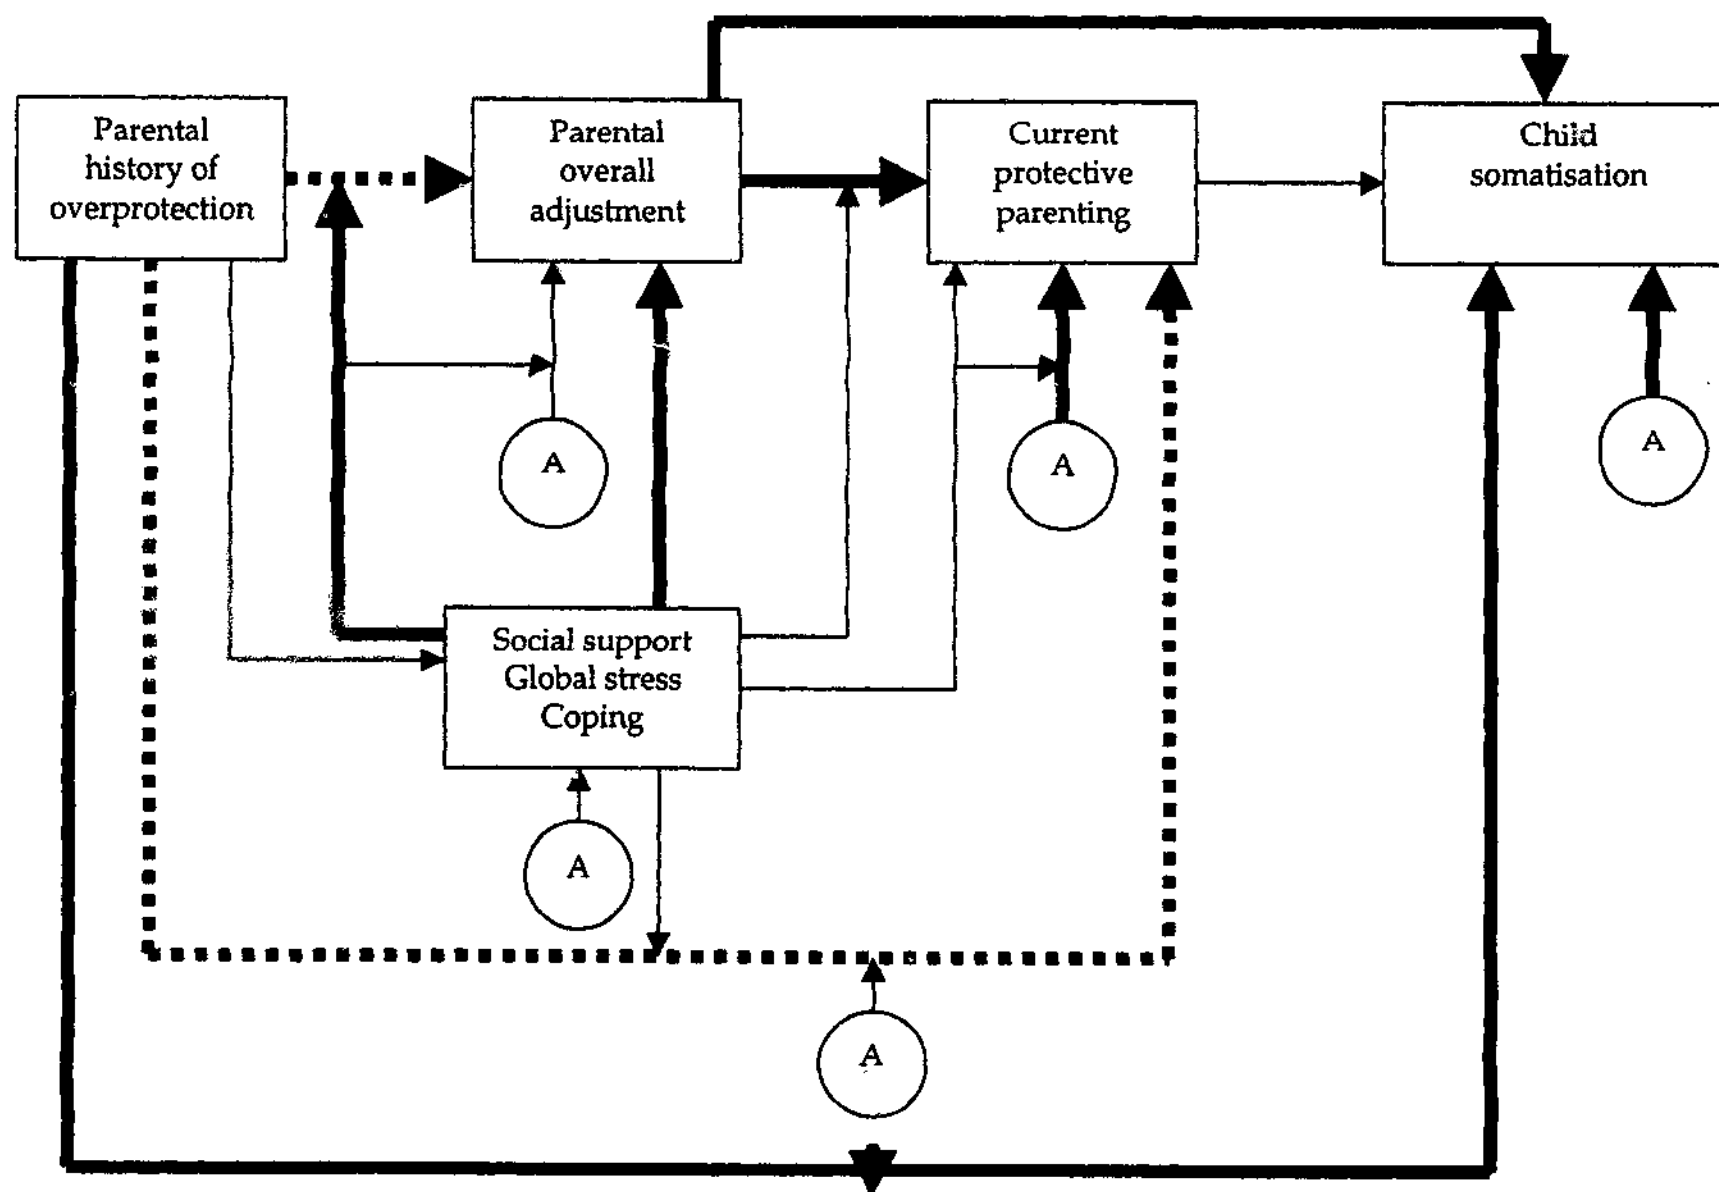 Parental
history of
overprotection
Parental
overall
adjustment
Current
protective
parenting
Child
somatisation
A
A
A
Social support
Global stress
Coping
A
A